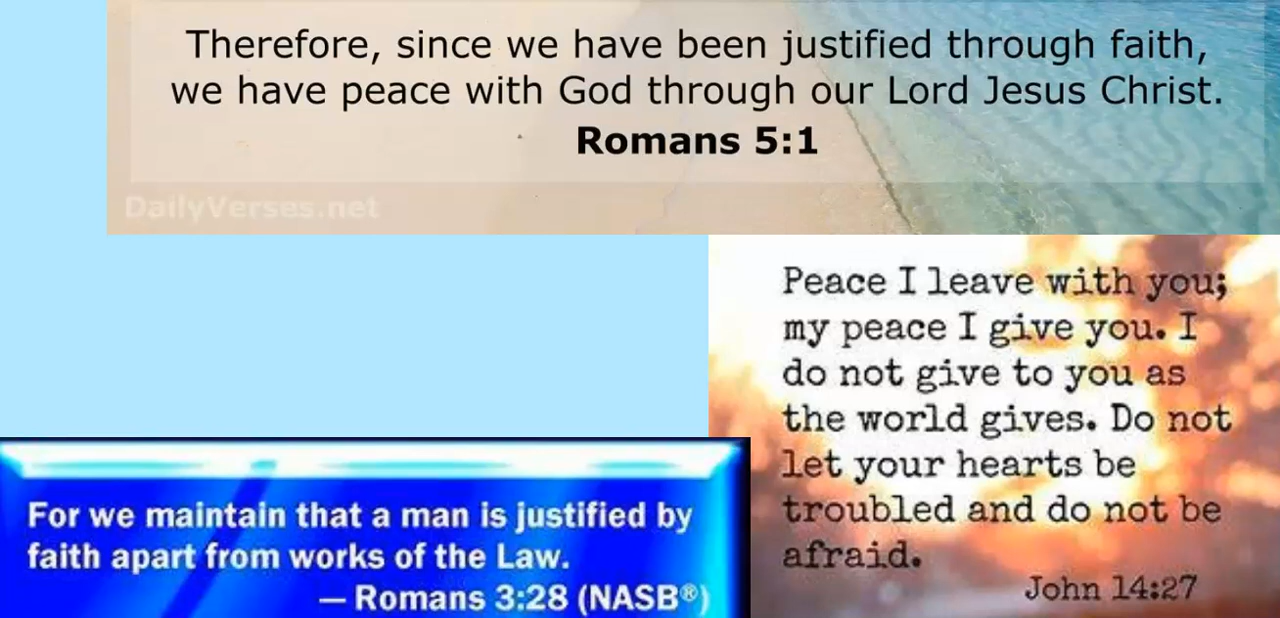 Therefore, since we have been justified through faith,
we have peace with God through our Lord Jesus Christ.
Romans 5:1
DailyVerses.net
Peace I leave with you;
my peace I give you. I
do not give to you as
the world gives. Do not
let your hearts be
troubled and do not be
afraid.
John 14:27
For we maintain that a man is justified by
faith apart from works of the Law.
— Romans 3:28 (NASB®)